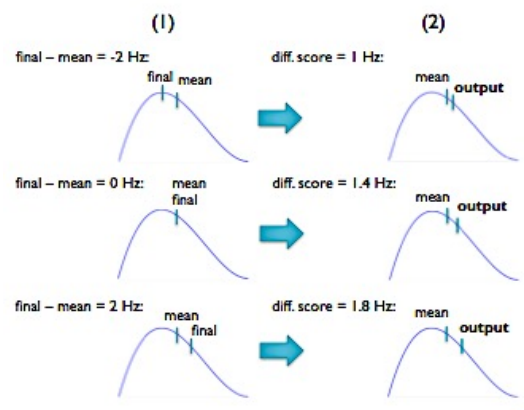 (1) (2)
final – mean = -2 Hz: diff. score = 1 Hz:
final mean mean output
final – mean = 0 Hz: diff. score = 1.4 Hz:
mean mean output
final
final – mean = 2 Hz: diff. score = 1.8 Hz:
mean mean
final output